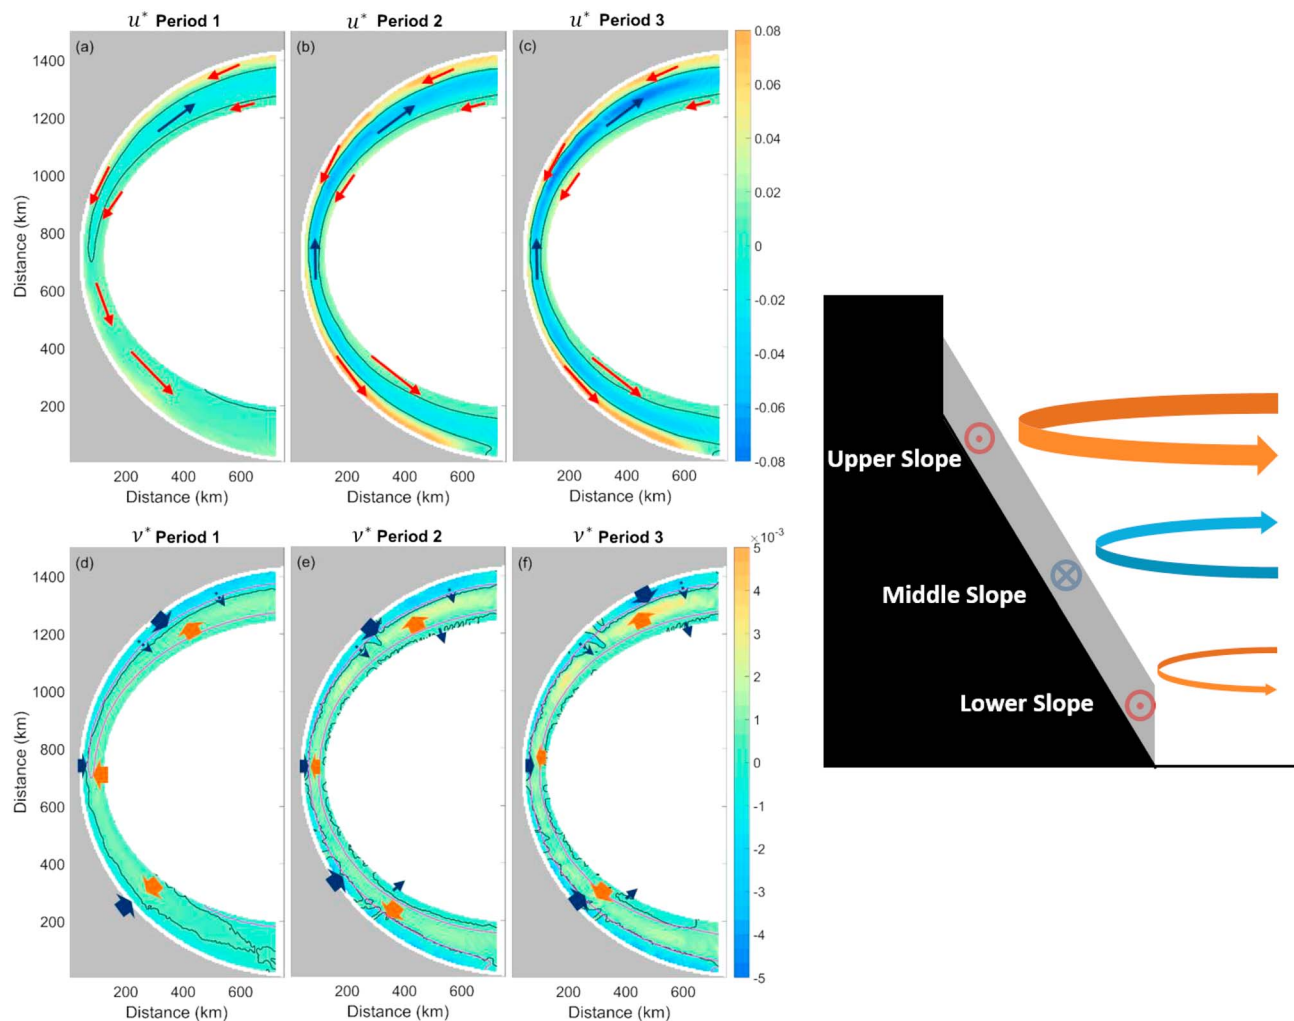 u* Period 1
u* Period 2
u* Period 3
(a)
(b)
(c)
Distance (km)
1400
1200
1000
800
600
400
200
200 400 600
200 400 600
200 400 600
Distance (km)
Distance (km)
Distance (km)
0.08
0.06
0.04
0.02
0
-0.02
-0.04
-0.06
-0.08
Upper Slope
Middle Slope
Lower Slope
ν* Period 1
ν* Period 2
ν* Period 3
(d)
(e)
(f)
Distance (km)
1400
1200
1000
800
600
400
200
200 400 600
200 400 600
200 400 600
Distance (km)
Distance (km)
Distance (km)
×10⁻³
5
4
3
2
1
0
-1
-2
-3
-4
-5